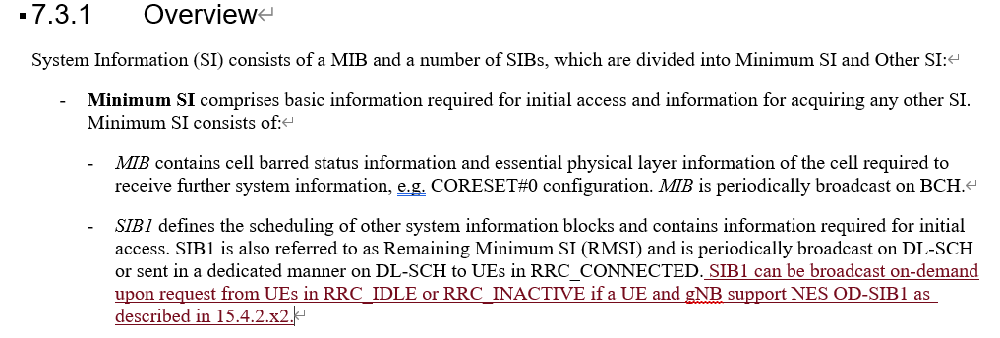 ▪ 7.3.1 Overview↵
System Information (SI) consists of a MIB and a number of SIBs, which are divided into Minimum SI and Other SI:↵
- Minimum SI comprises basic information required for initial access and information for acquiring any other SI.
Minimum SI consists of:↵
- MIB contains cell barred status information and essential physical layer information of the cell required to
receive further system information, e.g. CORESET#0 configuration. MIB is periodically broadcast on BCH.↵
- SIB1 defines the scheduling of other system information blocks and contains information required for initial
access. SIB1 is also referred to as Remaining Minimum SI (RMSI) and is periodically broadcast on DL-SCH
or sent in a dedicated manner on DL-SCH to UEs in RRC_CONNECTED. SIB1 can be broadcast on-demand
upon request from UEs in RRC_IDLE or RRC_INACTIVE if a UE and gNB support NES OD-SIB1 as
described in 15.4.2.x2.↵